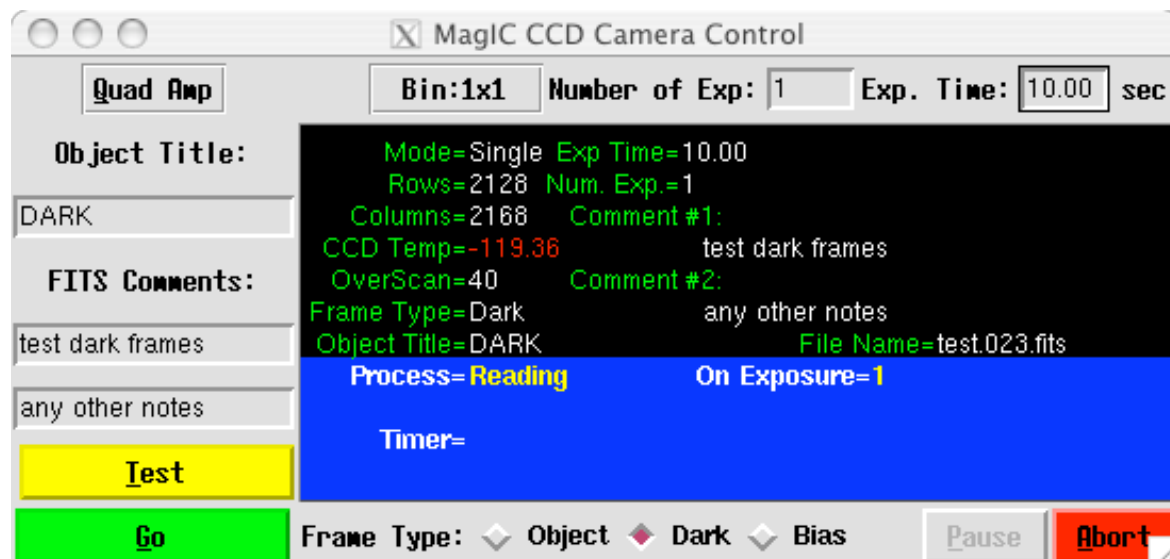 MagIC CCD Camera Control
Quad Amp Bin:1x1 Number of Exp: 1 Exp. Time: 10.00 sec
Object Title:
DARK
FITS Comments:
test dark frames
any other notes
Test
Go
Mode=Single Exp Time=10.00
Rows=2128 Num. Exp.=1
Columns=2168 Comment #1:
CCD Temp=-119.36 test dark frames
OverScan=40 Comment #2:
Frame Type=Dark any other notes
Object Title=DARK File Name=test.023.fits
Process=Reading On Exposure=1
Timer=
Frame Type: Object Dark Bias Pause Abort